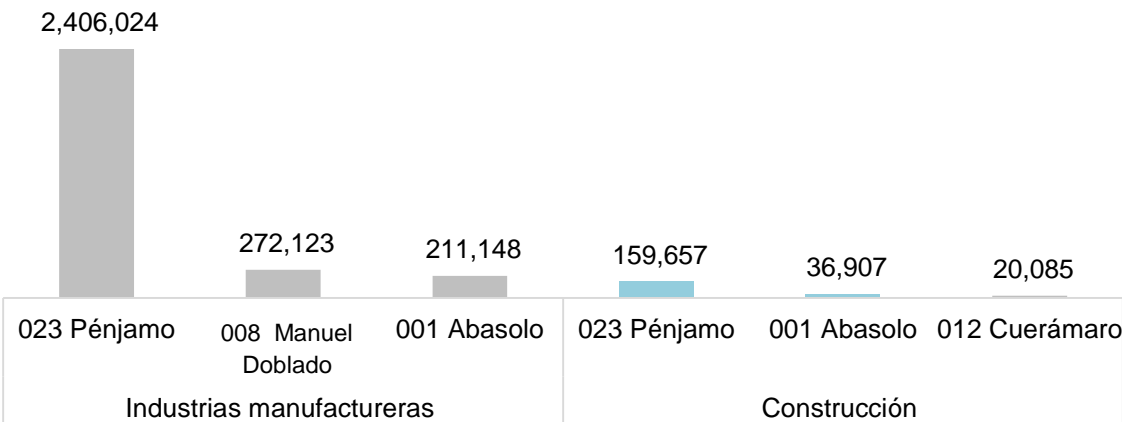 2,406,024
272,123
211,148
159,657
36,907
20,085
023 Pénjamo
008 Manuel
Doblado
001 Abasolo
023 Pénjamo
001 Abasolo
012 Cuerámaro
Industrias manufactureras
Construcción